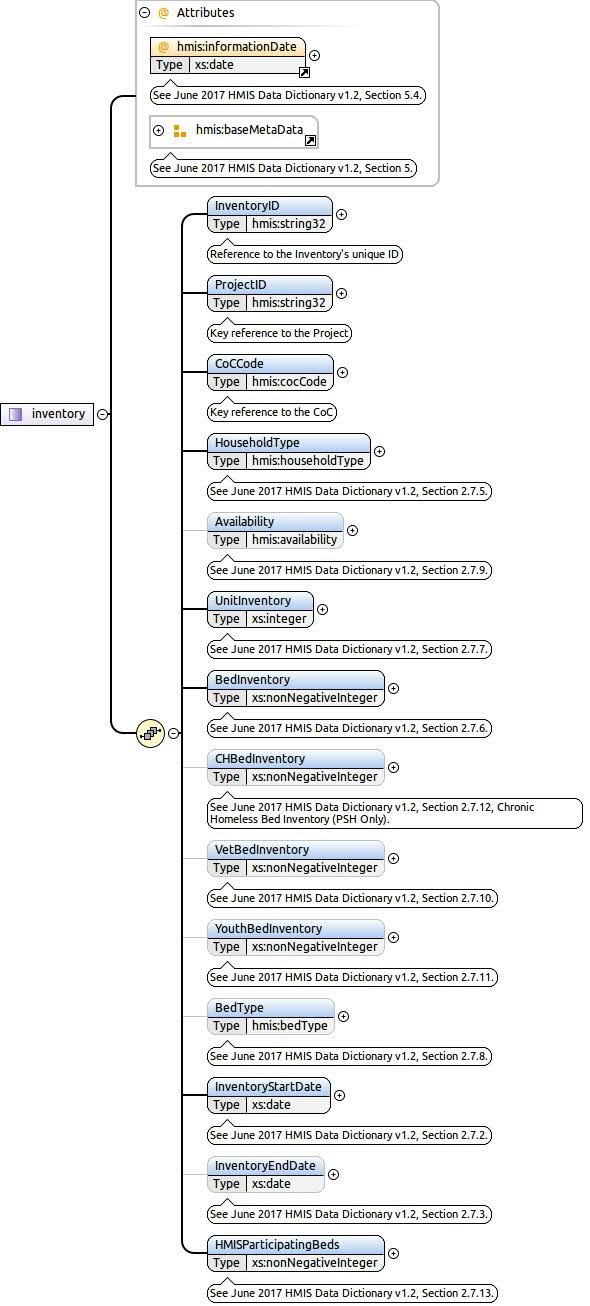 @ Attributes
@ hmis:informationDate
Type xs:date
See June 2017 HMIS Data Dictionary v1.2, Section 5.4.
hmis:baseMetaData
See June 2017 HMIS Data Dictionary v1.2, Section 5.
InventoryID
Type hmis:string32
Reference to the Inventory's unique ID
ProjectID
Type hmis:string32
Key reference to the Project
CoCCode
Type hmis:cocCode
Key reference to the CoC
inventory
HouseholdType
Type hmis:householdType
See June 2017 HMIS Data Dictionary v1.2, Section 2.7.5.
Availability
Type hmis:availability
See June 2017 HMIS Data Dictionary v1.2, Section 2.7.9.
UnitInventory
Type xs:integer
See June 2017 HMIS Data Dictionary v1.2, Section 2.7.7.
BedInventory
Type xs:nonNegativeInteger
See June 2017 HMIS Data Dictionary v1.2, Section 2.7.6.
CHBedInventory
Type xs:nonNegativeInteger
See June 2017 HMIS Data Dictionary v1.2, Section 2.7.12, Chronic
Homeless Bed Inventory (PSH Only).
VetBedInventory
Type xs:nonNegativeInteger
See June 2017 HMIS Data Dictionary v1.2, Section 2.7.10.
YouthBedInventory
Type xs:nonNegativeInteger
See June 2017 HMIS Data Dictionary v1.2, Section 2.7.11.
BedType
Type hmis:bedType
See June 2017 HMIS Data Dictionary v1.2, Section 2.7.8.
InventoryStartDate
Type xs:date
See June 2017 HMIS Data Dictionary v1.2, Section 2.7.2.
InventoryEndDate
Type xs:date
See June 2017 HMIS Data Dictionary v1.2, Section 2.7.3.
HMISParticipatingBeds
Type xs:nonNegativeInteger
See June 2017 HMIS Data Dictionary v1.2, Section 2.7.13.